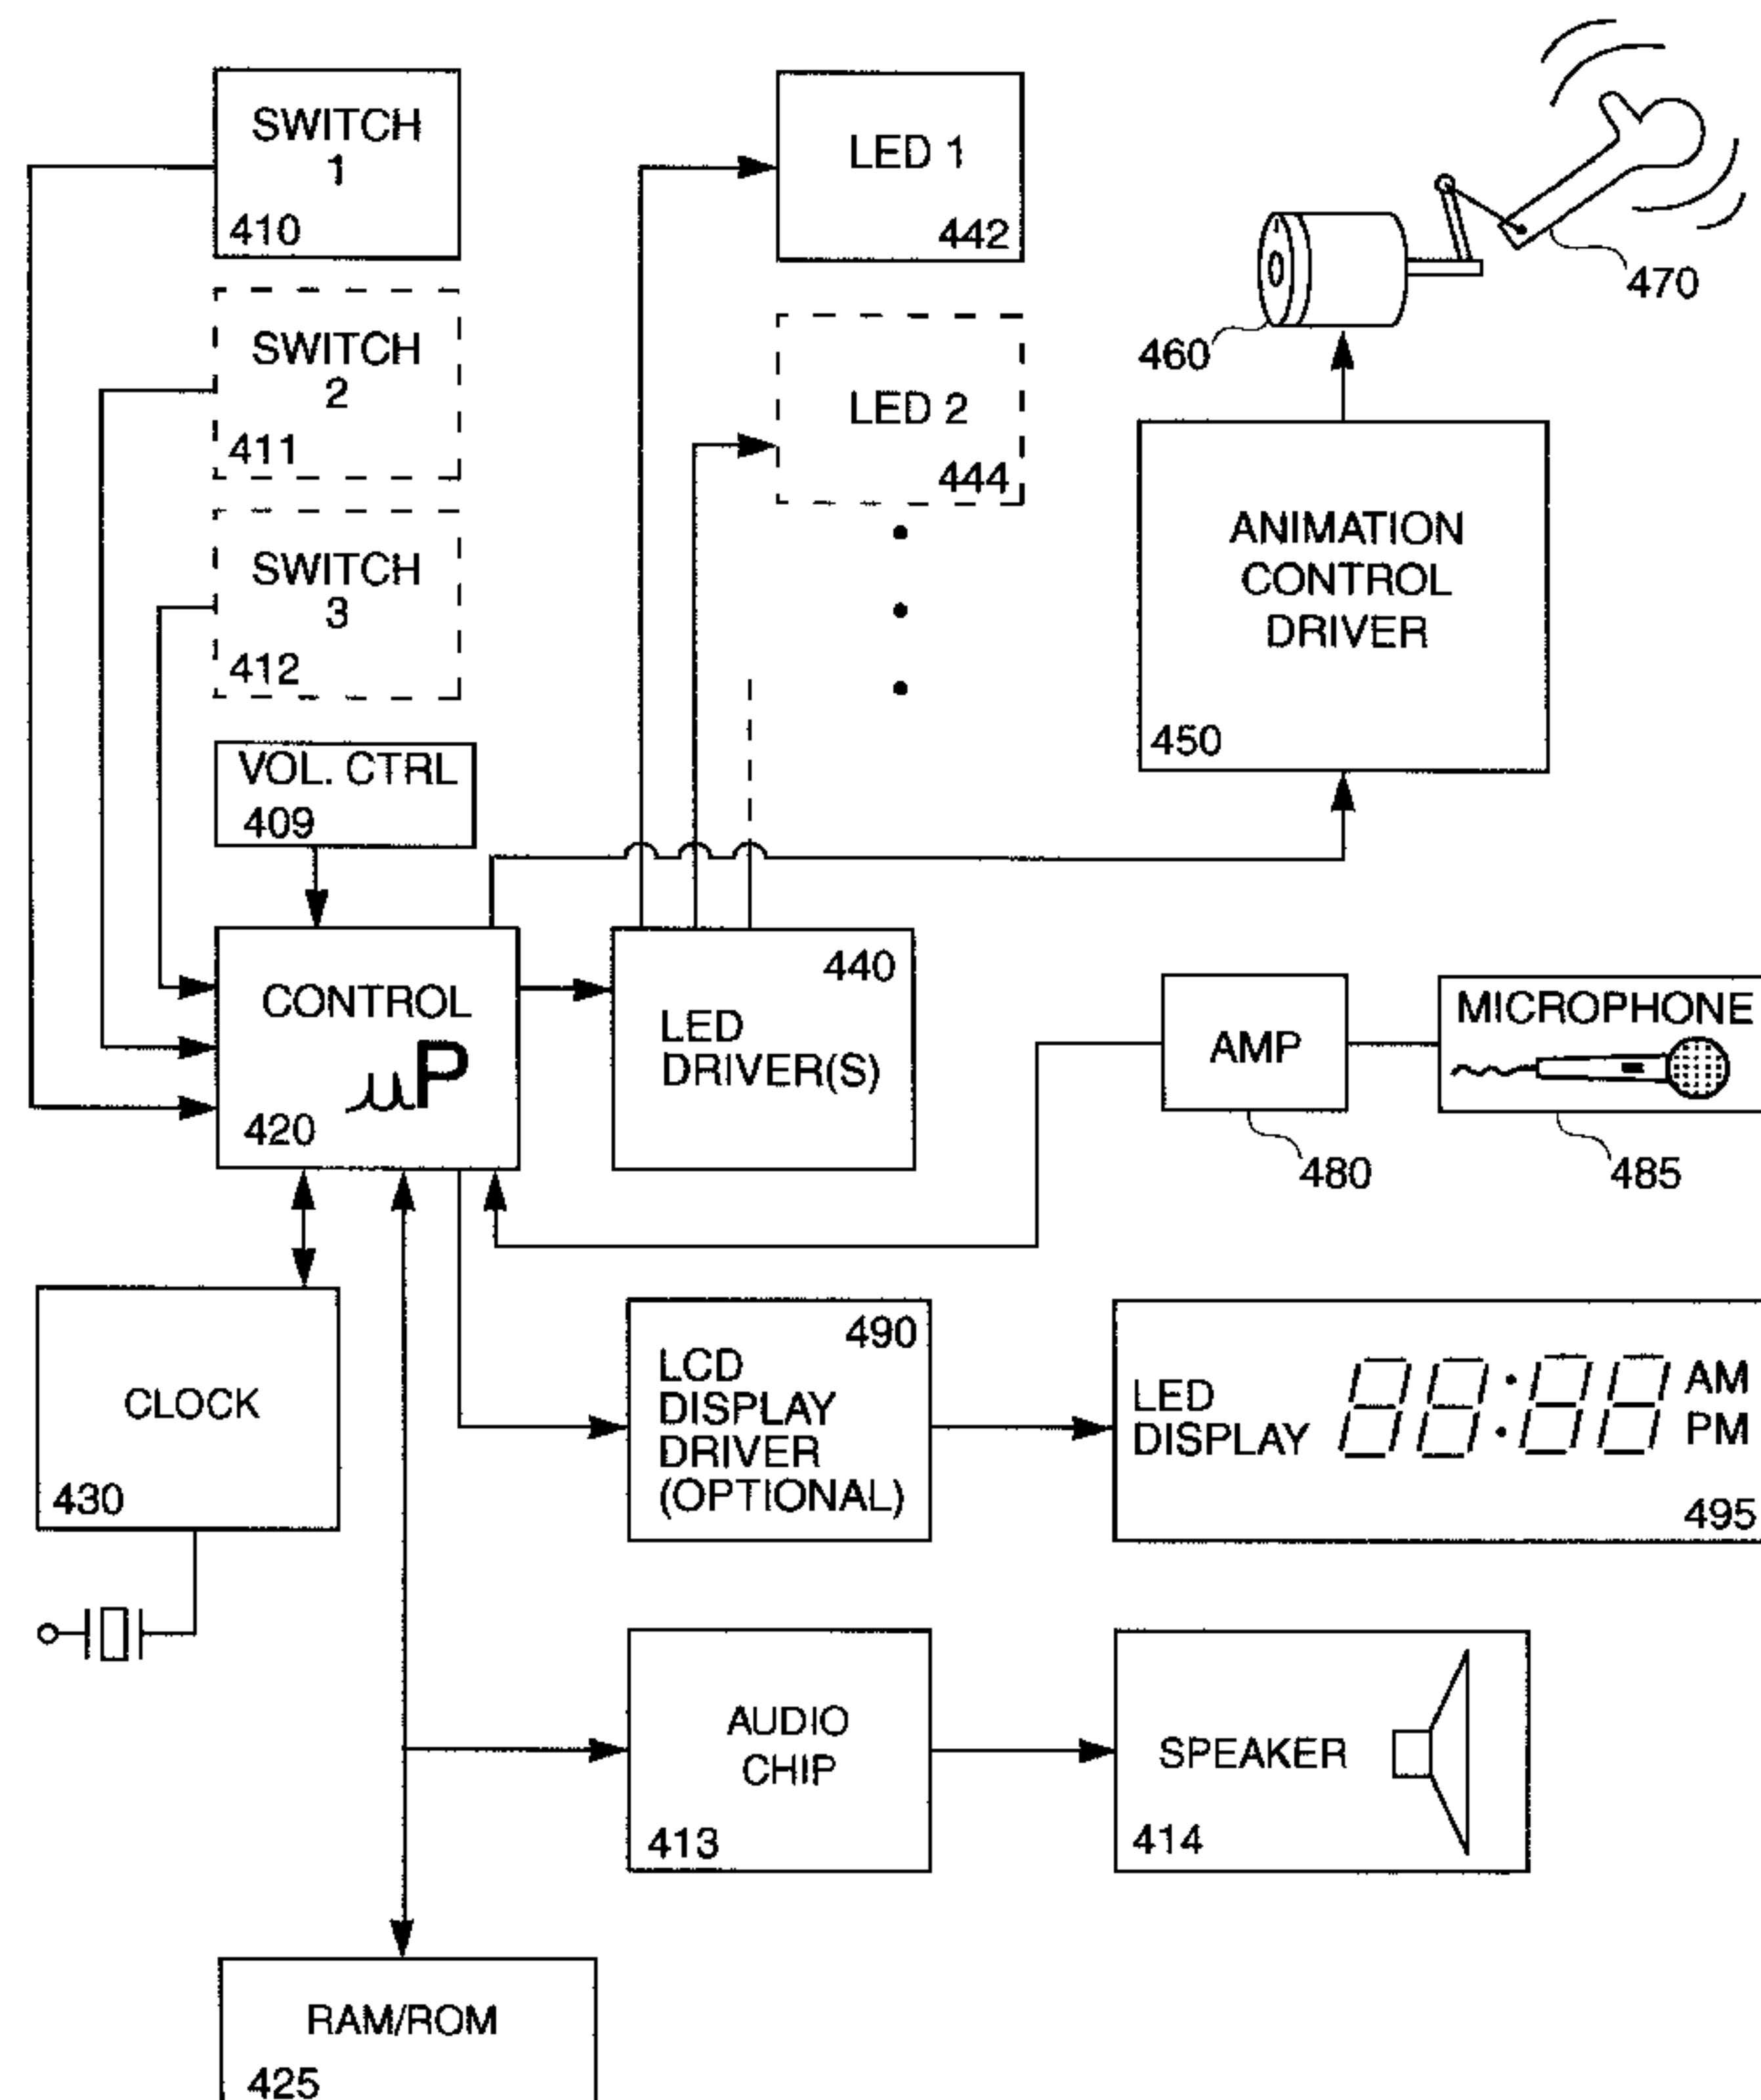 SWITCH
1
410
SWITCH
2
411
SWITCH
3
412
VOL. CTRL
409
LED 1
442
LED 2
444
460
470
ANIMATION
CONTROL
DRIVER
450
CONTROL
µP
420
440
LED
DRIVER(S)
AMP
480
MICROPHONE
485
CLOCK
430
490
LCD
DISPLAY
DRIVER
(OPTIONAL)
LED
DISPLAY
88:88
AM
PM
495
AUDIO
CHIP
413
SPEAKER
414
RAM/ROM
425